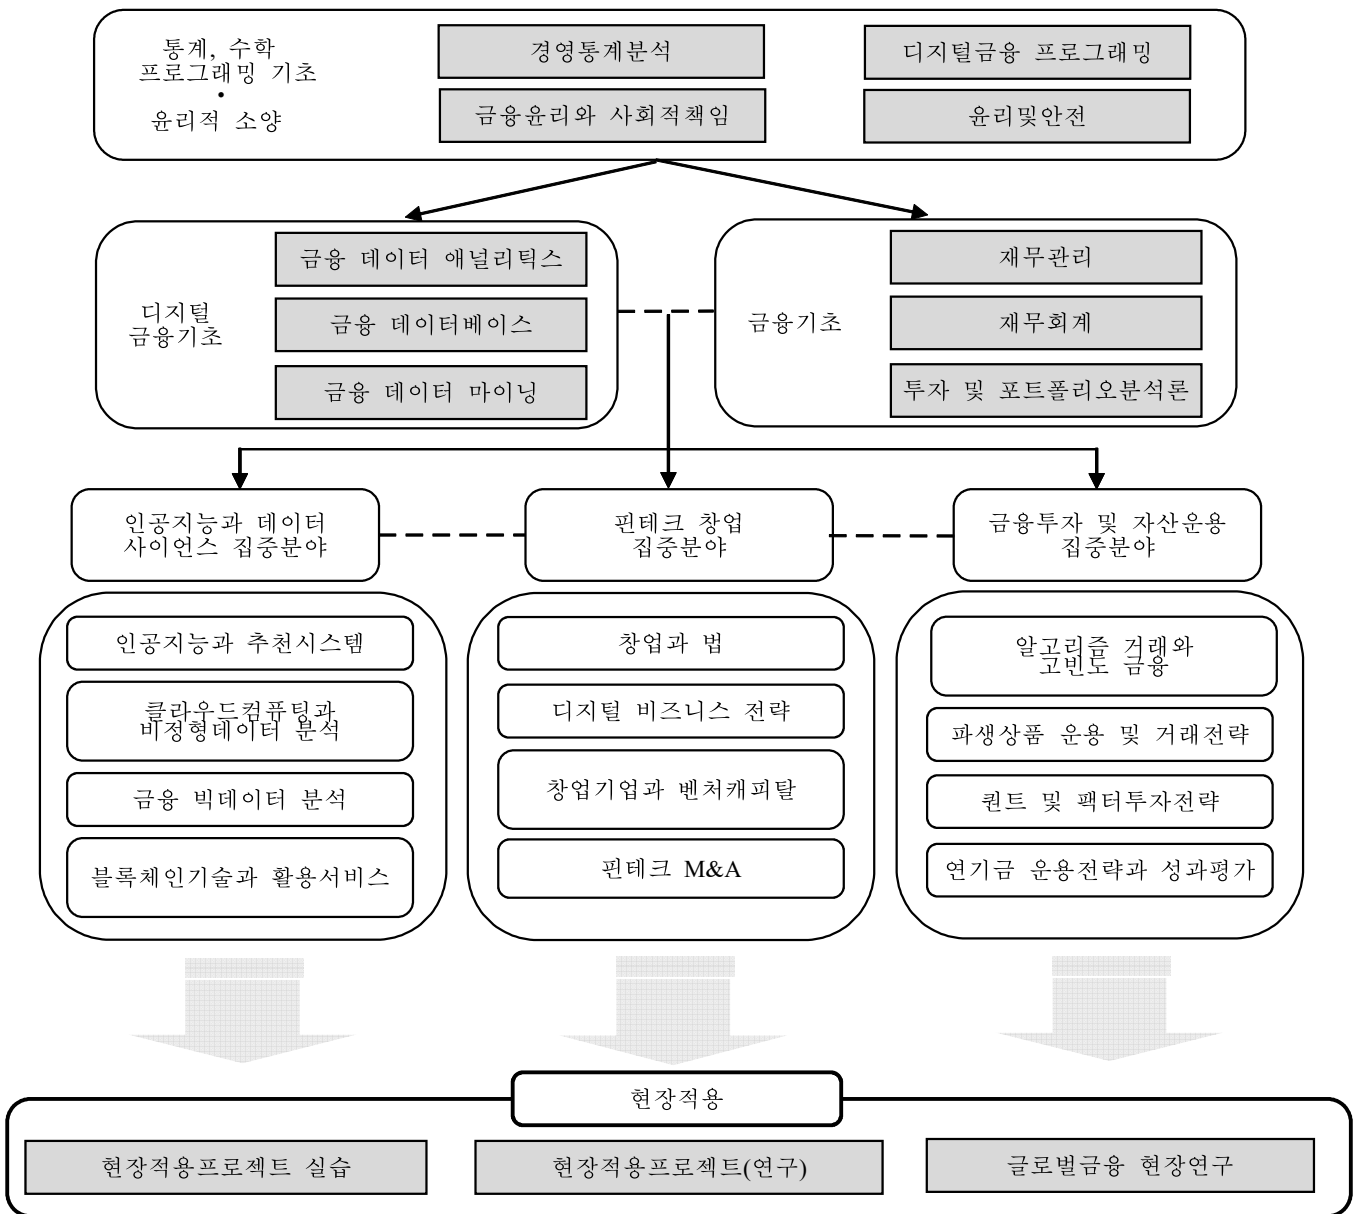 통계, 수학
프로그래밍 기초
•
윤리적 소양
경영통계분석
디지털금융 프로그래밍
금융윤리와 사회적책임
윤리및안전
디지털
금융기초
금융 데이터 애널리틱스
금융 데이터베이스
금융 데이터 마이닝
금융기초
재무관리
재무회계
투자 및 포트폴리오분석론
인공지능과 데이터
사이언스 집중분야
핀테크 창업
집중분야
금융투자 및 자산운용
집중분야
인공지능과 추천시스템
클라우드컴퓨팅과
비정형데이터 분석
금융 빅데이터 분석
블록체인기술과 활용서비스
창업과 법
디지털 비즈니스 전략
창업기업과 벤처캐피탈
핀테크 M&A
알고리즘 거래와
고빈도 금융
파생상품 운용 및 거래전략
퀀트 및 팩터투자전략
연기금 운용전략과 성과평가
현장적용
현장적용프로젝트 실습
현장적용프로젝트(연구)
글로벌금융 현장연구